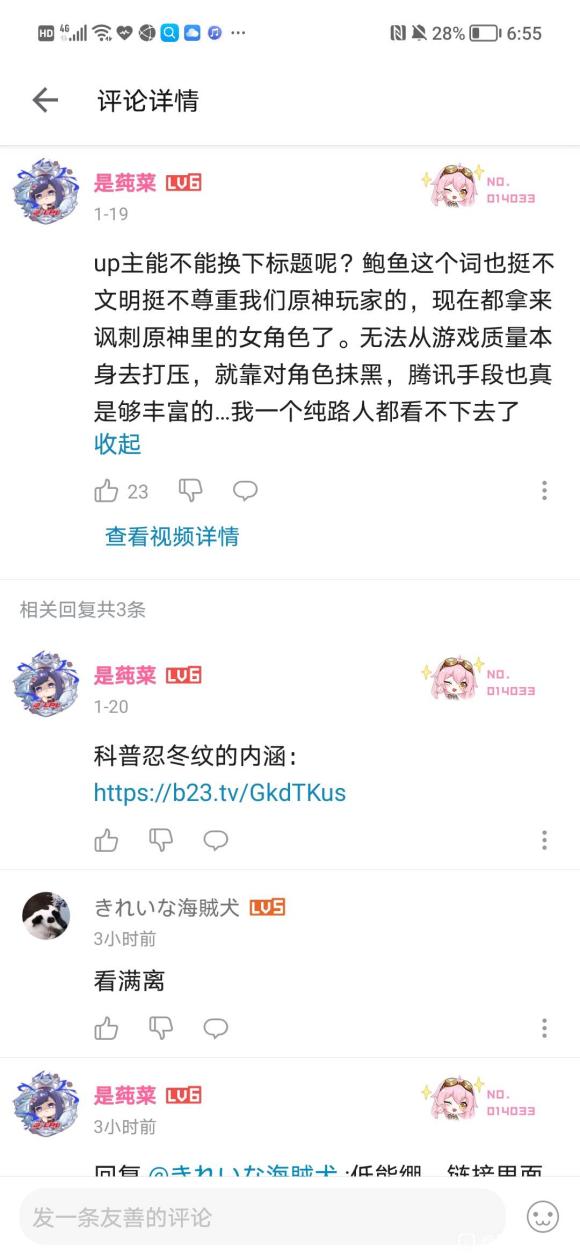 HD 4G 28% 6:55
评论详情
是莼菜 LV6
NO.
014033
1-19
up主能不能换下标题呢？鲍鱼这个词也挺不
文明挺不尊重我们原神玩家的，现在都拿来
讽刺原神里的女角色了。无法从游戏质量本
身去打压，就靠对角色抹黑，腾讯手段也真
是够丰富的...我一个纯路人都看不下去了
收起
23
查看视频详情
相关回复共3条
是莼菜 LV6
NO.
014033
1-20
科普忍冬纹的内涵：
https://b23.tv/GkdTKus
きれいな海賊犬 LV5
3小时前
看满离
是莼菜 LV6
NO.
014033
3小时前
回复 @きれいな海賊犬 :低能绷，链接里面
发一条友善的评论